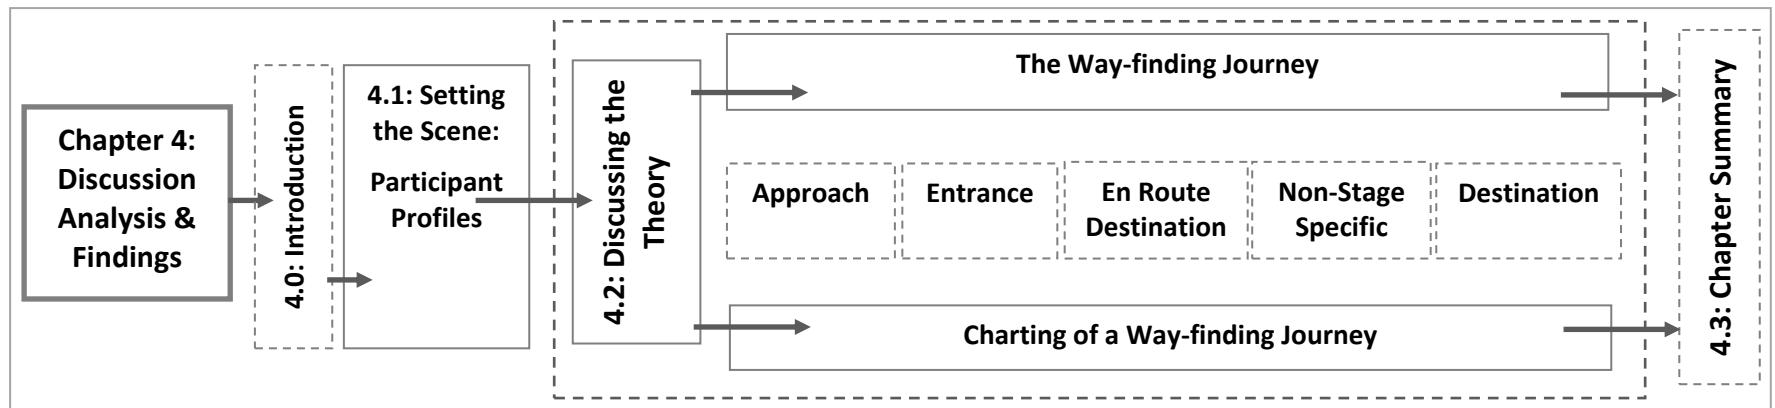 Chapter 4:
Discussion
Analysis &
Findings
4.0: Introduction
4.1: Setting
the Scene:
Participant
Profiles
4.2: Discussing the
Theory
The Way-finding Journey
Approach
Entrance
En Route
Destination
Non-Stage
Specific
Destination
Charting of a Way-finding Journey
4.3: Chapter Summary